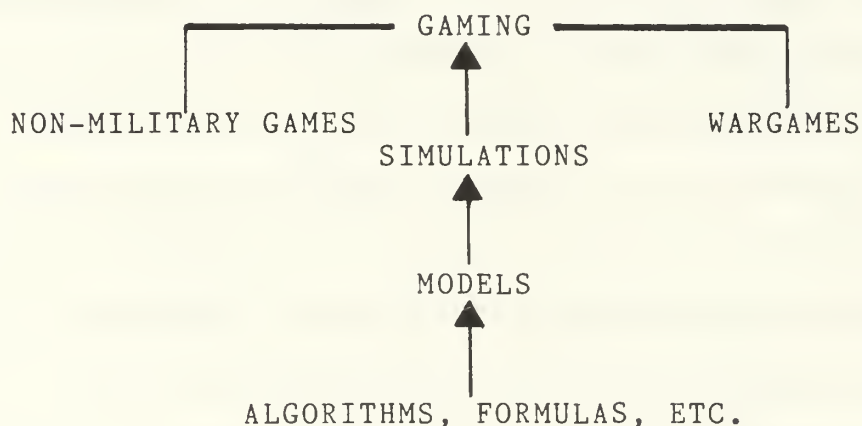 GAMING
NON-MILITARY GAMES
WARGAMES
SIMULATIONS
MODELS
ALGORITHMS, FORMULAS, ETC.